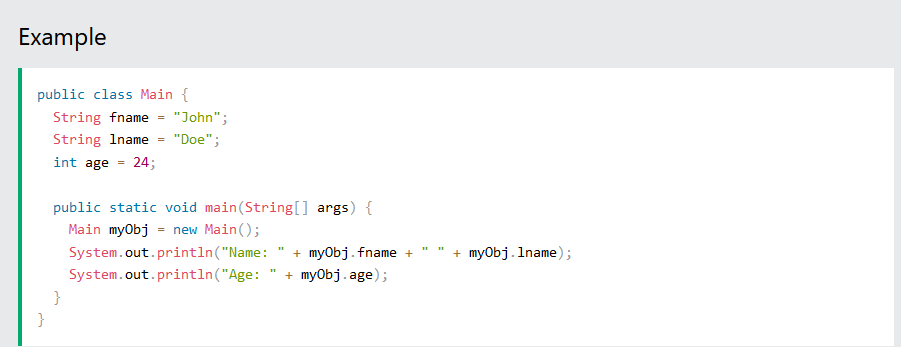 Example
public class Main {
  String fname = "John";
  String lname = "Doe";
  int age = 24;

  public static void main(String[] args) {
    Main myObj = new Main();
    System.out.println("Name: " + myObj.fname + " " + myObj.lname);
    System.out.println("Age: " + myObj.age);
  }
}